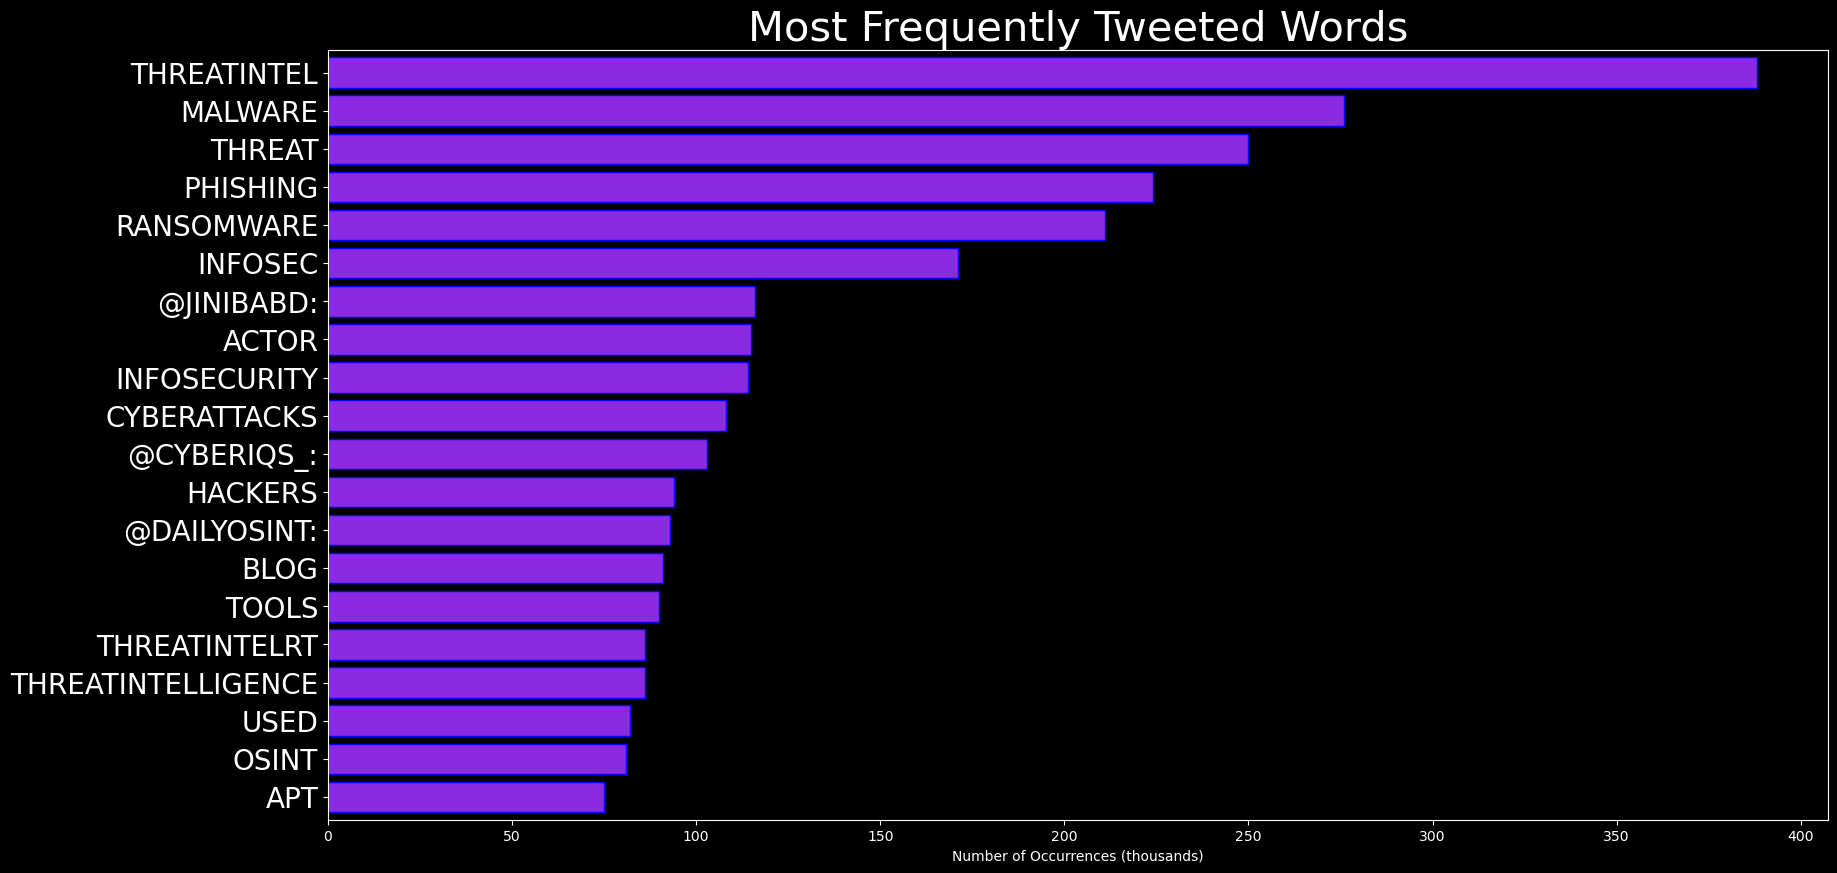 Most Frequently Tweeted Words
THREATINTEL
MALWARE
THREAT
PHISHING
RANSOMWARE
INFOSEC
@JINIBABD:
ACTOR
INFOSECURITY
CYBERATTACKS
@CYBERIQS_:
HACKERS
@DAILYOSINT:
BLOG
TOOLS
THREATINTELRT
THREATINTELLIGENCE
USED
OSINT
APT
0 50 100 150 200 250 300 350 400
Number of Occurrences (thousands)